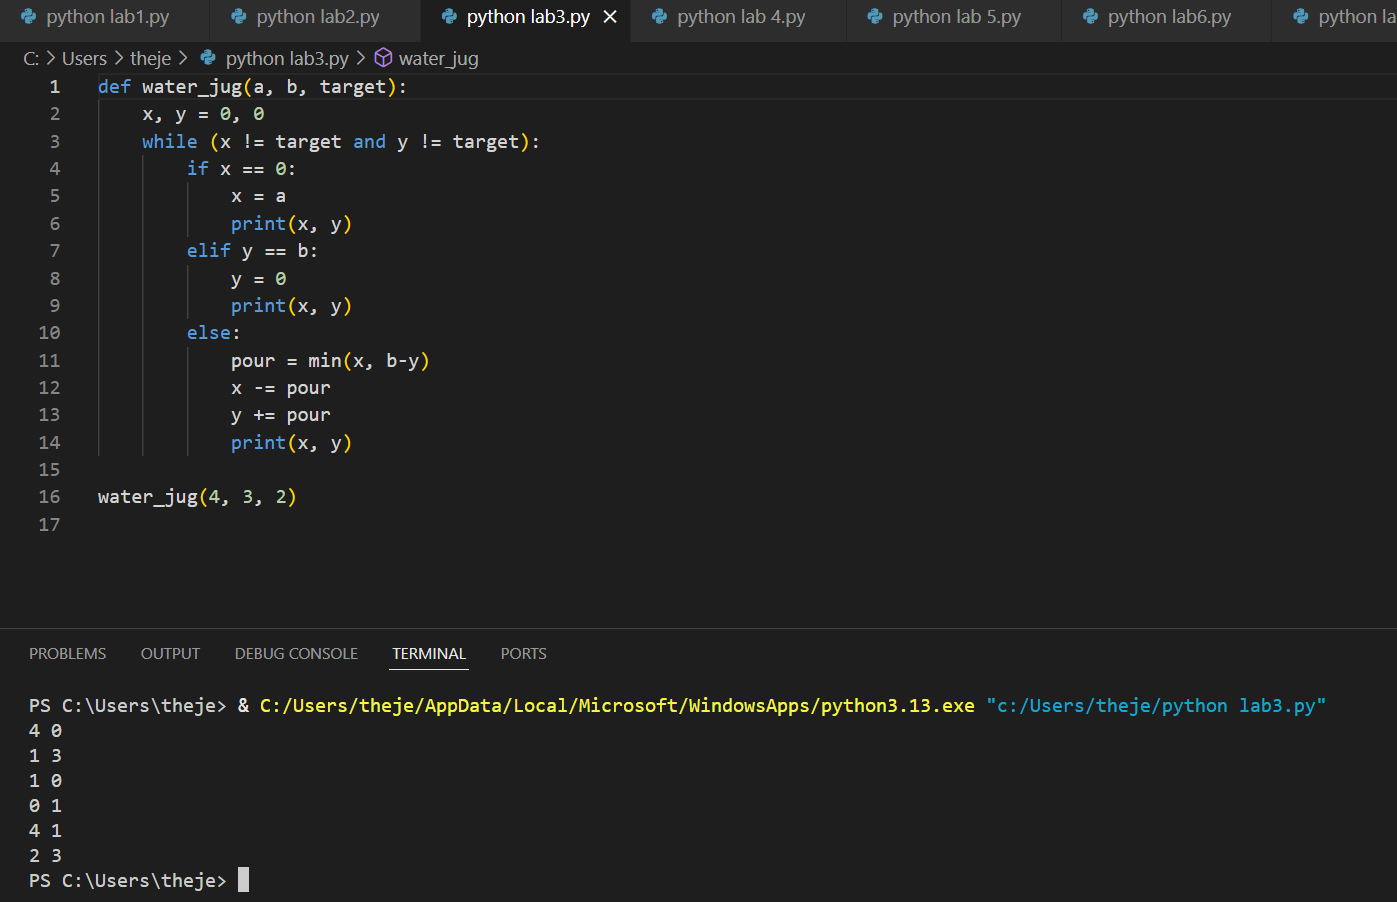 python lab1.py python lab2.py python lab3.py python lab 4.py python lab 5.py python lab6.py python la
C: > Users > theje > python lab3.py > water_jug
1 def water_jug(a, b, target):
2     x, y = 0, 0
3     while (x != target and y != target):
4         if x == 0:
5             x = a
6             print(x, y)
7         elif y == b:
8             y = 0
9             print(x, y)
10         else:
11             pour = min(x, b-y)
12             x -= pour
13             y += pour
14             print(x, y)
15
16 water_jug(4, 3, 2)
17
PROBLEMS OUTPUT DEBUG CONSOLE TERMINAL PORTS
PS C:\Users\theje> & C:/Users/theje/AppData/Local/Microsoft/WindowsApps/python3.13.exe "c:/Users/theje/python lab3.py"
4 0
1 3
1 0
0 1
4 1
2 3
PS C:\Users\theje>